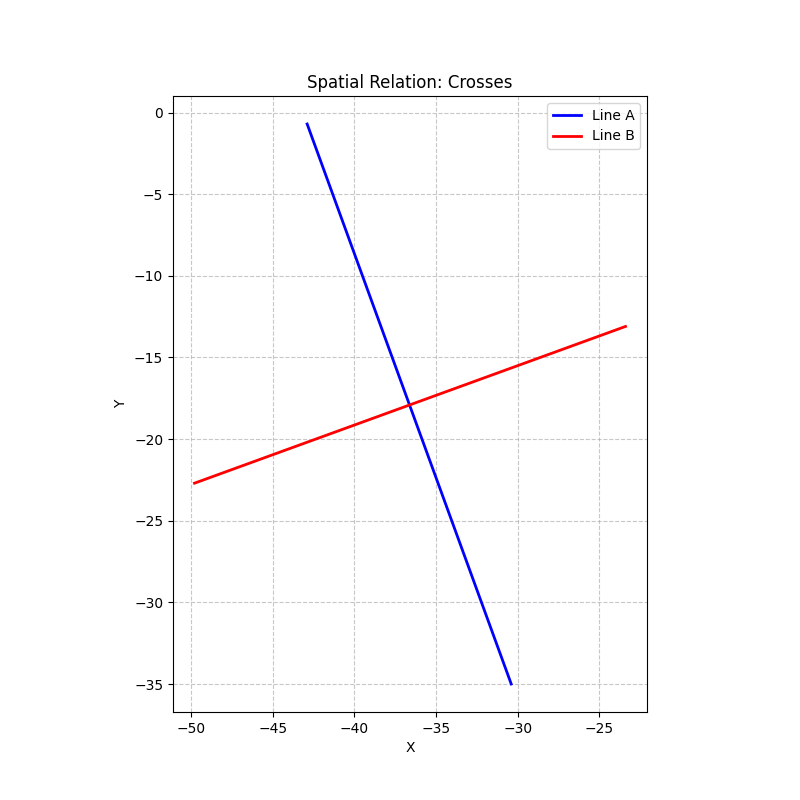 Spatial Relation: Crosses
Line A
Line B
0
−5
−10
−15
−20
−25
−30
−35
Y
−50 −45 −40 −35 −30 −25
X